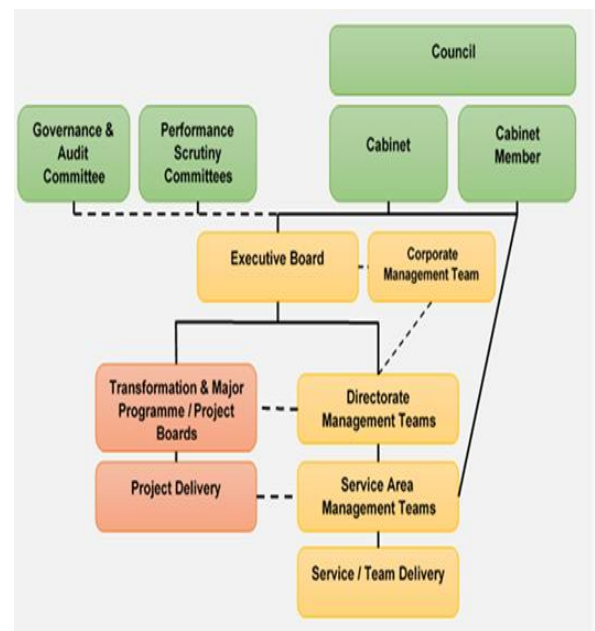 Council
Governance &
Audit
Committee
Performance
Scrutiny
Committees
Cabinet
Cabinet
Member
Executive Board
Corporate
Management Team
Transformation & Major
Programme / Project
Boards
Directorate
Management Teams
Project Delivery
Service Area
Management Teams
Service / Team Delivery